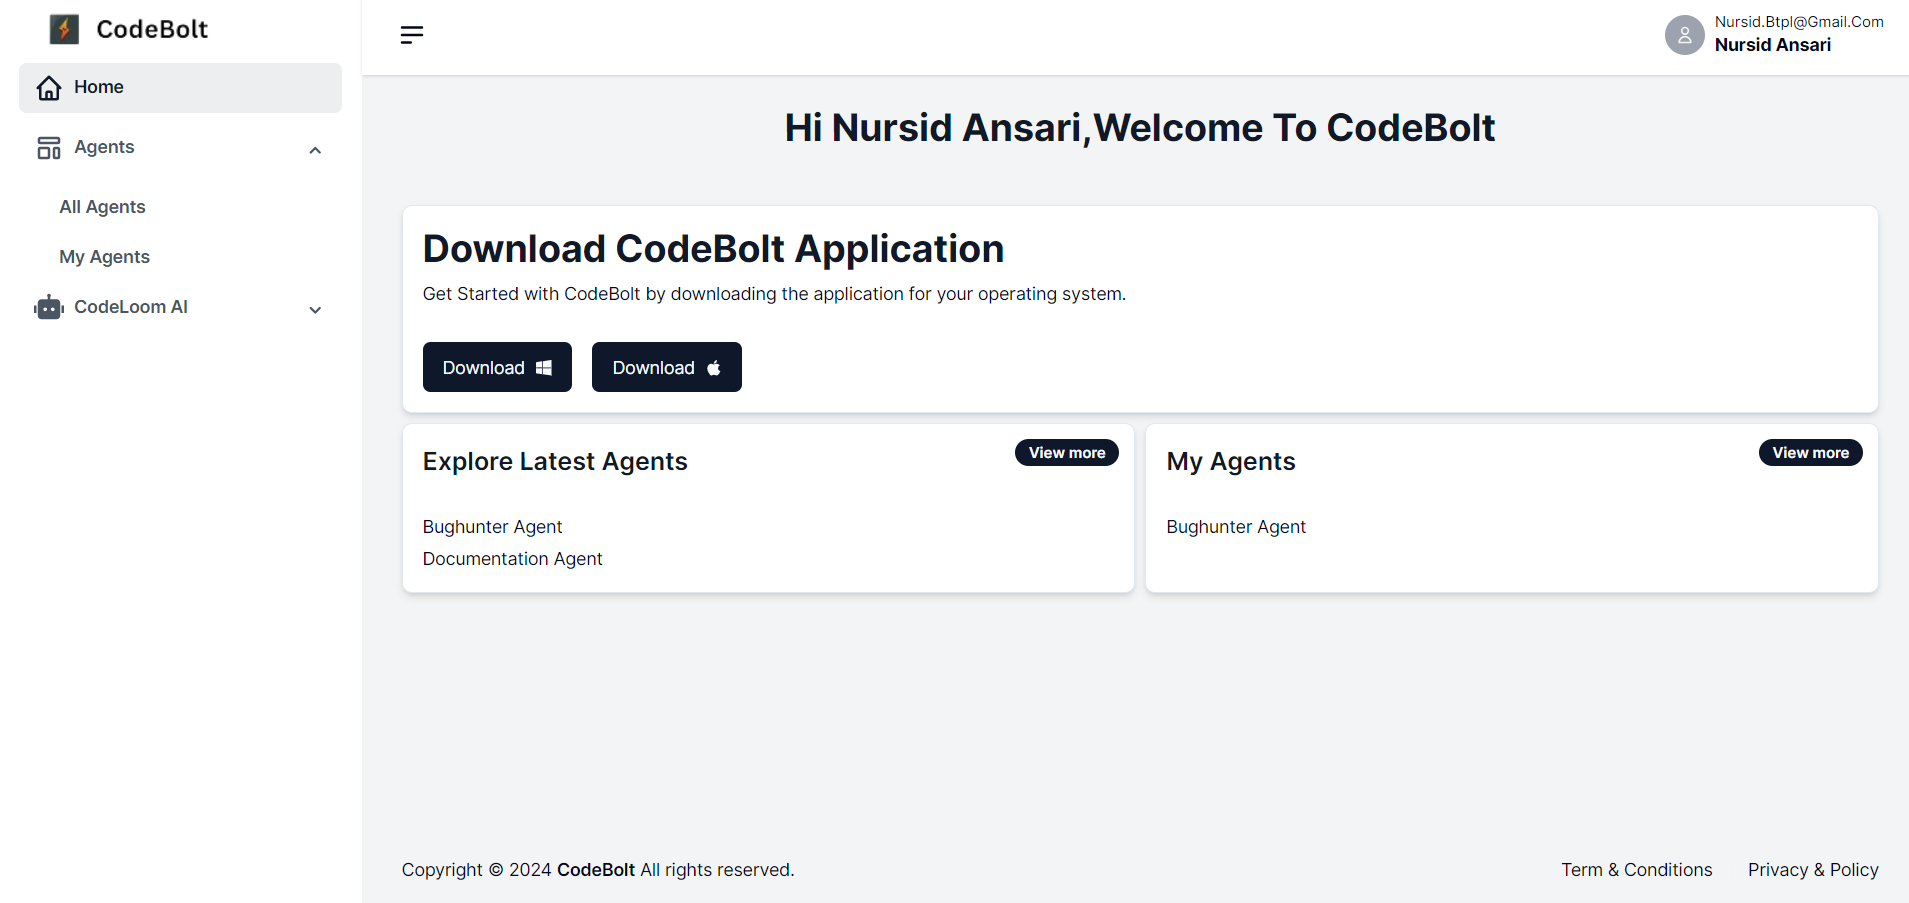 CodeBolt
Home
Agents
All Agents
My Agents
CodeLoom AI
Nursid.Btpl@Gmail.Com
Nursid Ansari
Hi Nursid Ansari,Welcome To CodeBolt
Download CodeBolt Application
Get Started with CodeBolt by downloading the application for your operating system.
Download
Download
Explore Latest Agents
View more
Bughunter Agent
Documentation Agent
My Agents
View more
Bughunter Agent
Copyright © 2024 CodeBolt All rights reserved.
Term & Conditions
Privacy & Policy